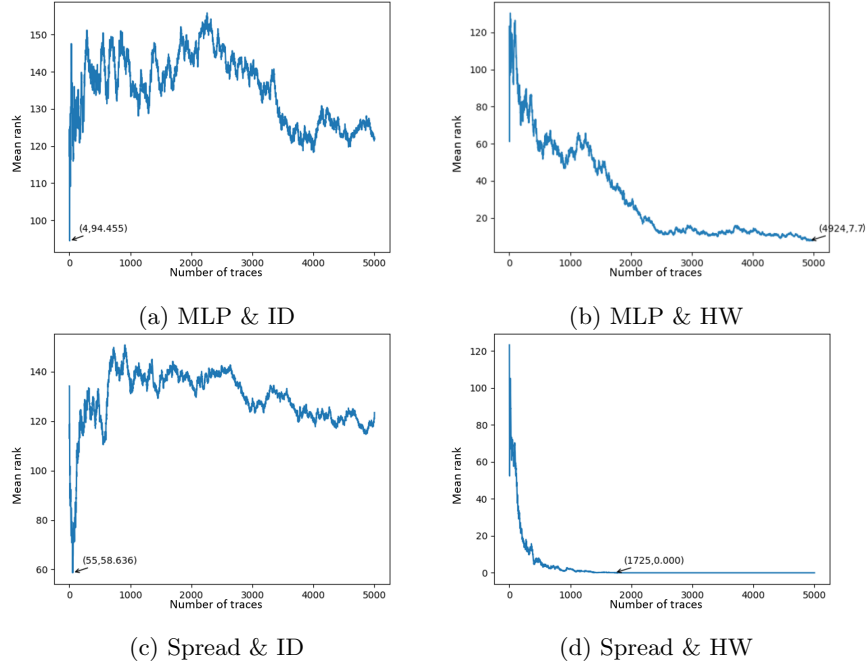 150
140
130
120
110
100
Mean rank
(4,94.455)
0 1000 2000 3000 4000 5000
Number of traces
(a) MLP & ID
120
100
80
60
40
20
Mean rank
(4924,7.7)
0 1000 2000 3000 4000 5000
Number of traces
(b) MLP & HW
140
120
100
80
60
Mean rank
(55,58.636)
0 1000 2000 3000 4000 5000
Number of traces
(c) Spread & ID
120
100
80
60
40
20
0
Mean rank
(1725,0.000)
0 1000 2000 3000 4000 5000
Number of traces
(d) Spread & HW